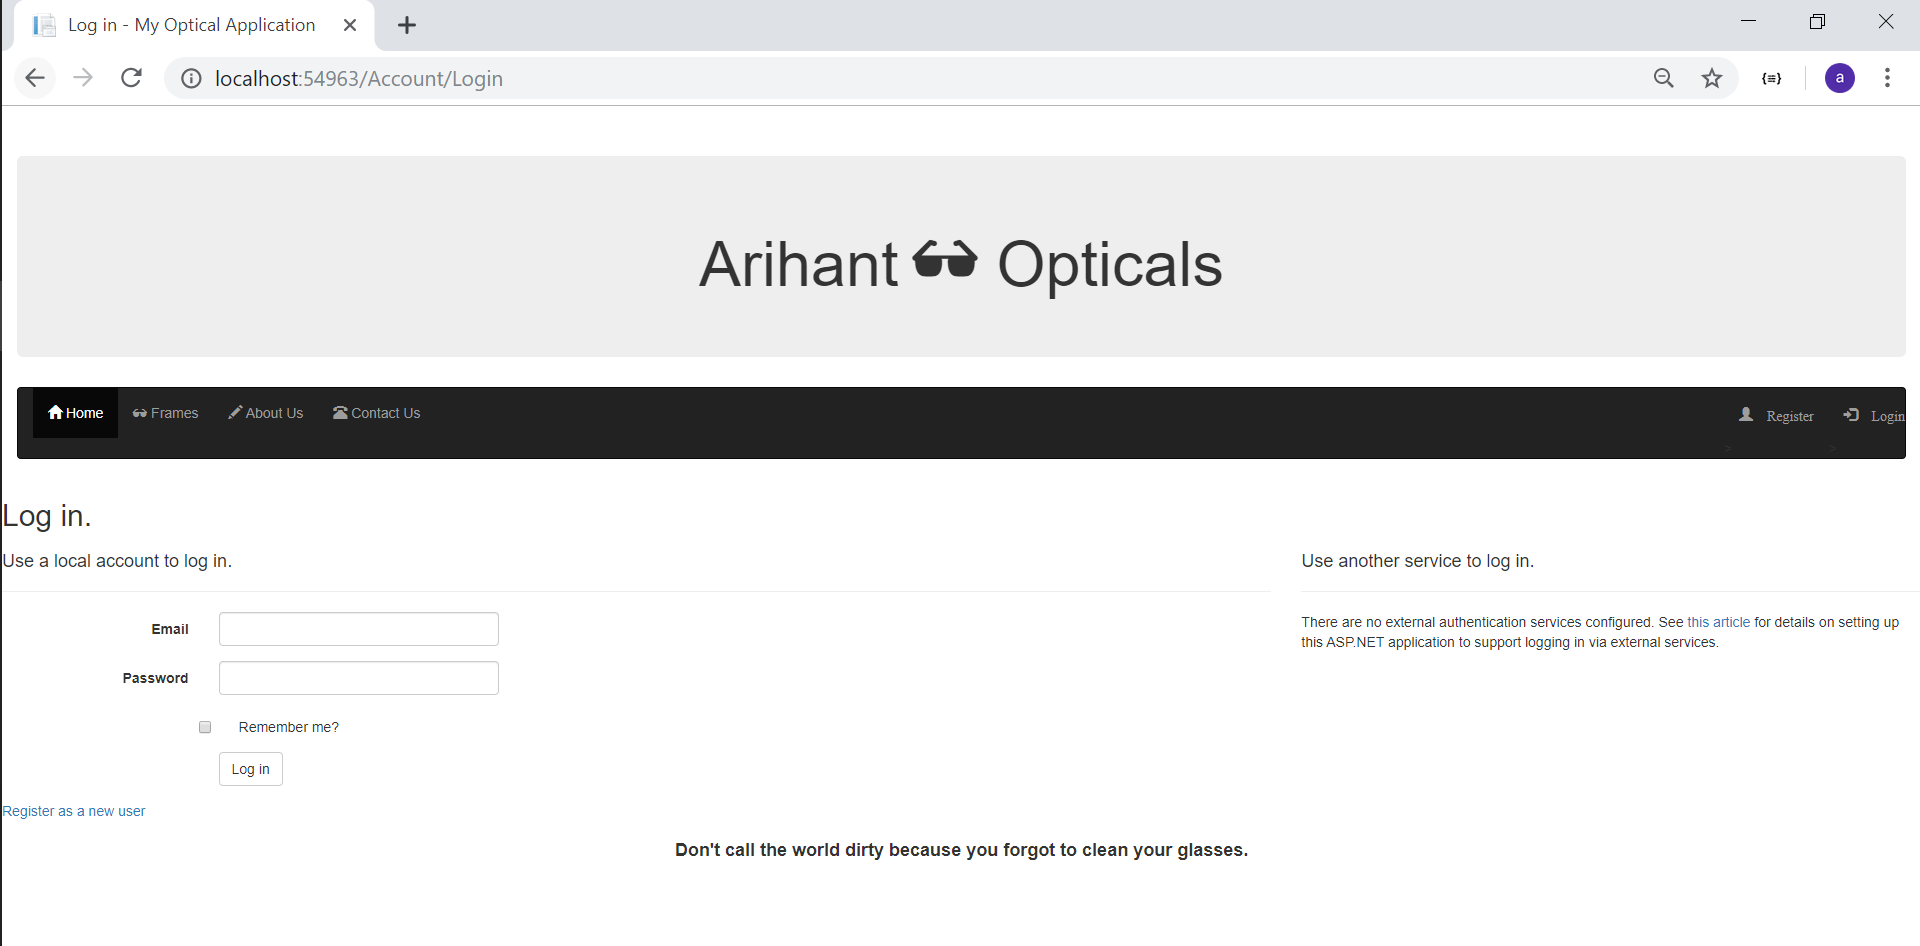 Log in - My Optical Application
localhost:54963/Account/Login
a
Arihant Opticals
Home Frames About Us Contact Us Register Login
> >
Log in.
Use a local account to log in.
Use another service to log in.
Email
There are no external authentication services configured. See this article for details on setting up
this ASP.NET application to support logging in via external services.
Password
Remember me?
Log in
Register as a new user
Don't call the world dirty because you forgot to clean your glasses.